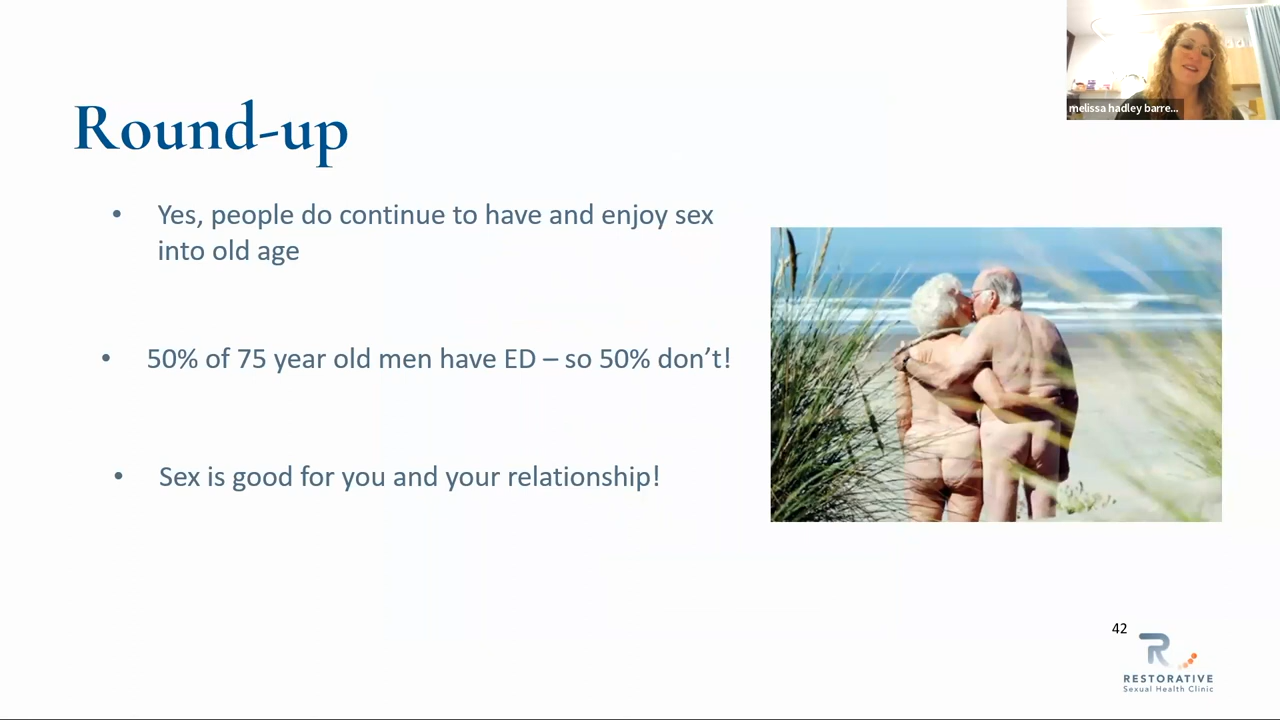 melissa hadley barre...
Round-up
• Yes, people do continue to have and enjoy sex
into old age
• 50% of 75 year old men have ED – so 50% don’t!
• Sex is good for you and your relationship!
42
RESTORATIVE
Sexual Health Clinic